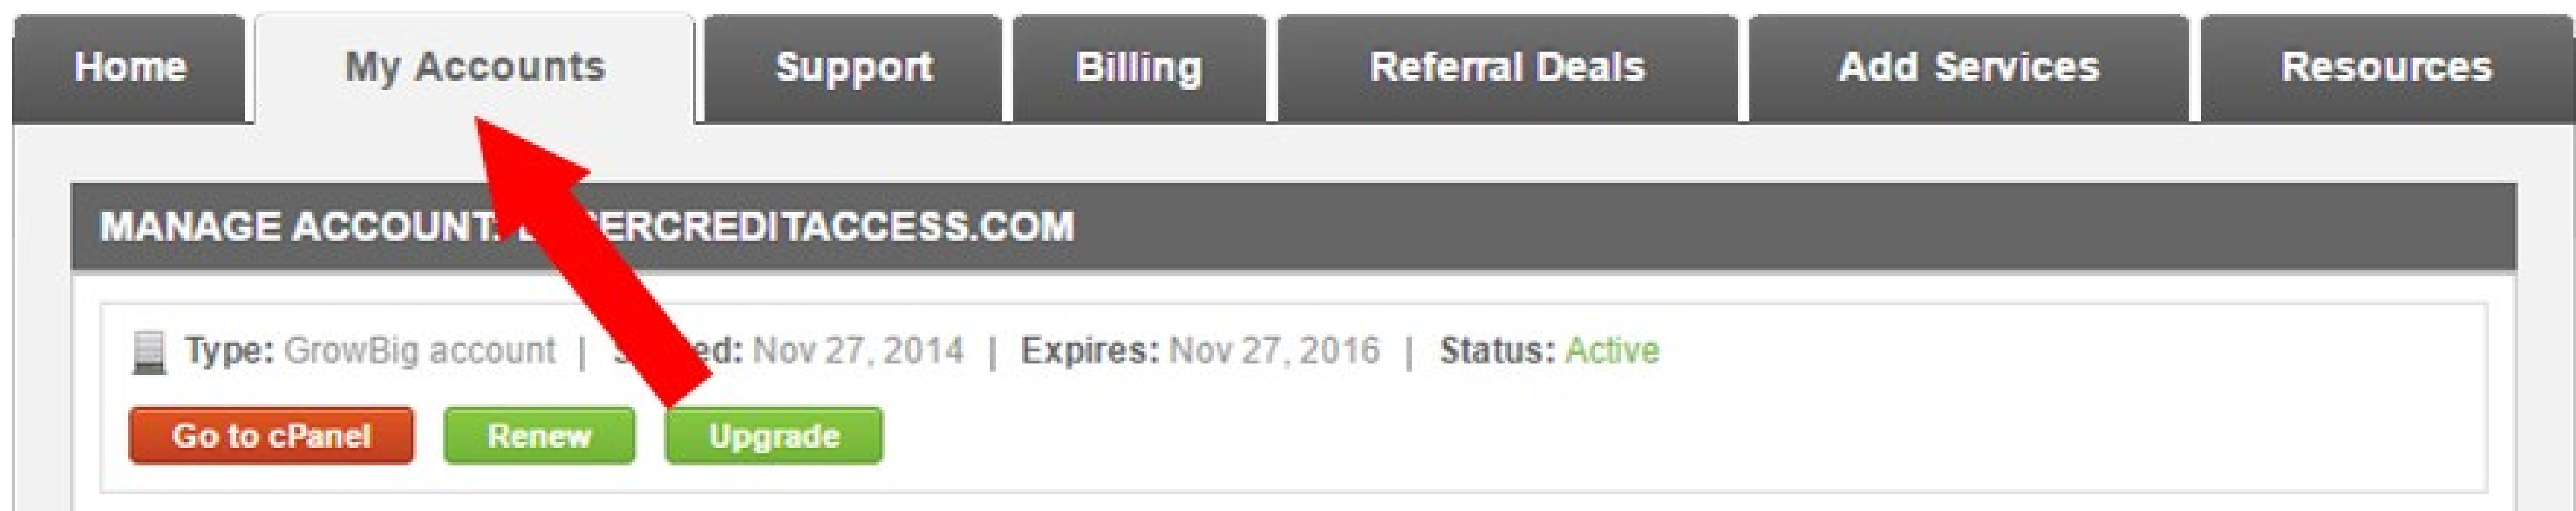 Home My Accounts Support Billing Referral Deals Add Services Resources
MANAGE ACCOUNT: ERCREDITACCESS.COM
Type: GrowBig account | ed: Nov 27, 2014 | Expires: Nov 27, 2016 | Status: Active
Go to cPanel Renew Upgrade